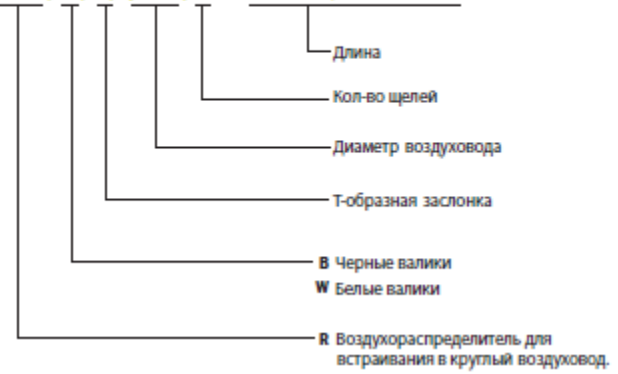 Длина
Кол-во щелей
Диаметр воздуховода
Т-образная заслонка
B Черные валики
W Белые валики
R Воздухораспределитель для
встраивания в круглый воздуховод.